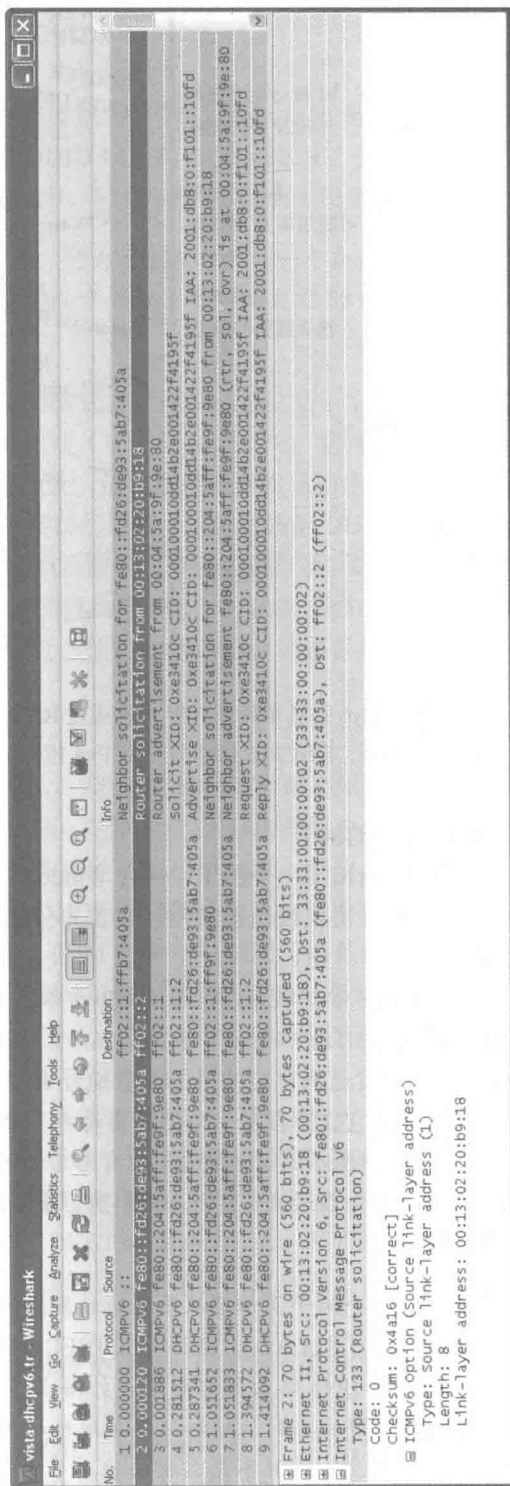 vista-dhcpv6.tr - Wireshark
File Edit View Go Capture Analyze Statistics Telephony Tools Help
No. Time Protocol Source Destination Info
1 0.000000 ICMPv6 :: ff02::1:ffb7:405a Neighbor solicitation for fe80::fd26:de93:5ab7:405a
2 0.000120 ICMPv6 fe80::fd26:de93:5ab7:405a ff02::2 Router solicitation from 00:13:02:20:b9:18
3 0.001886 ICMPv6 fe80::204:5aff:fe9f:9e80 ff02::1 Router advertisement from 00:04:5a:9f:9e:80
4 0.281512 DHCPv6 fe80::fd26:de93:5ab7:405a ff02::1:2 Solicit XID: 0xe3410c CID: 000100010dd14b2e001422f4195f
5 0.287341 DHCPv6 fe80::204:5aff:fe9f:9e80 fe80::fd26:de93:5ab7:405a Advertise XID: 0xe3410c CID: 000100010dd14b2e001422f4195f IAA: 2001:db8:0:f101::10fd
6 1.051652 ICMPv6 fe80::fd26:de93:5ab7:405a ff02::1:ff9f:9e80 Neighbor solicitation for fe80::204:5aff:fe9f:9e80 from 00:13:02:20:b9:18
7 1.051833 ICMPv6 fe80::204:5aff:fe9f:9e80 fe80::fd26:de93:5ab7:405a Neighbor advertisement fe80::204:5aff:fe9f:9e80 (rtr, sol, ovr) is at 00:04:5a:9f:9e:80
8 1.394572 DHCPv6 fe80::fd26:de93:5ab7:405a ff02::1:2 Request XID: 0xe3410c CID: 000100010dd14b2e001422f4195f IAA: 2001:db8:0:f101::10fd
9 1.414092 DHCPv6 fe80::204:5aff:fe9f:9e80 fe80::fd26:de93:5ab7:405a Reply XID: 0xe3410c CID: 000100010dd14b2e001422f4195f IAA: 2001:db8:0:f101::10fd
Frame 2: 70 bytes on wire (560 bits), 70 bytes captured (560 bits)
Ethernet II, Src: 00:13:02:20:b9:18 (00:13:02:20:b9:18), Dst: 33:33:00:00:00:02 (33:33:00:00:00:02)
Internet Protocol Version 6, Src: fe80::fd26:de93:5ab7:405a (fe80::fd26:de93:5ab7:405a), Dst: ff02::2 (ff02::2)
Internet Control Message Protocol v6
Type: 133 (Router solicitation)
Code: 0
Checksum: 0x4a16 [correct]
ICMPv6 Option (Source link-layer address)
Type: Source link-layer address (1)
Length: 8
Link-layer address: 00:13:02:20:b9:18